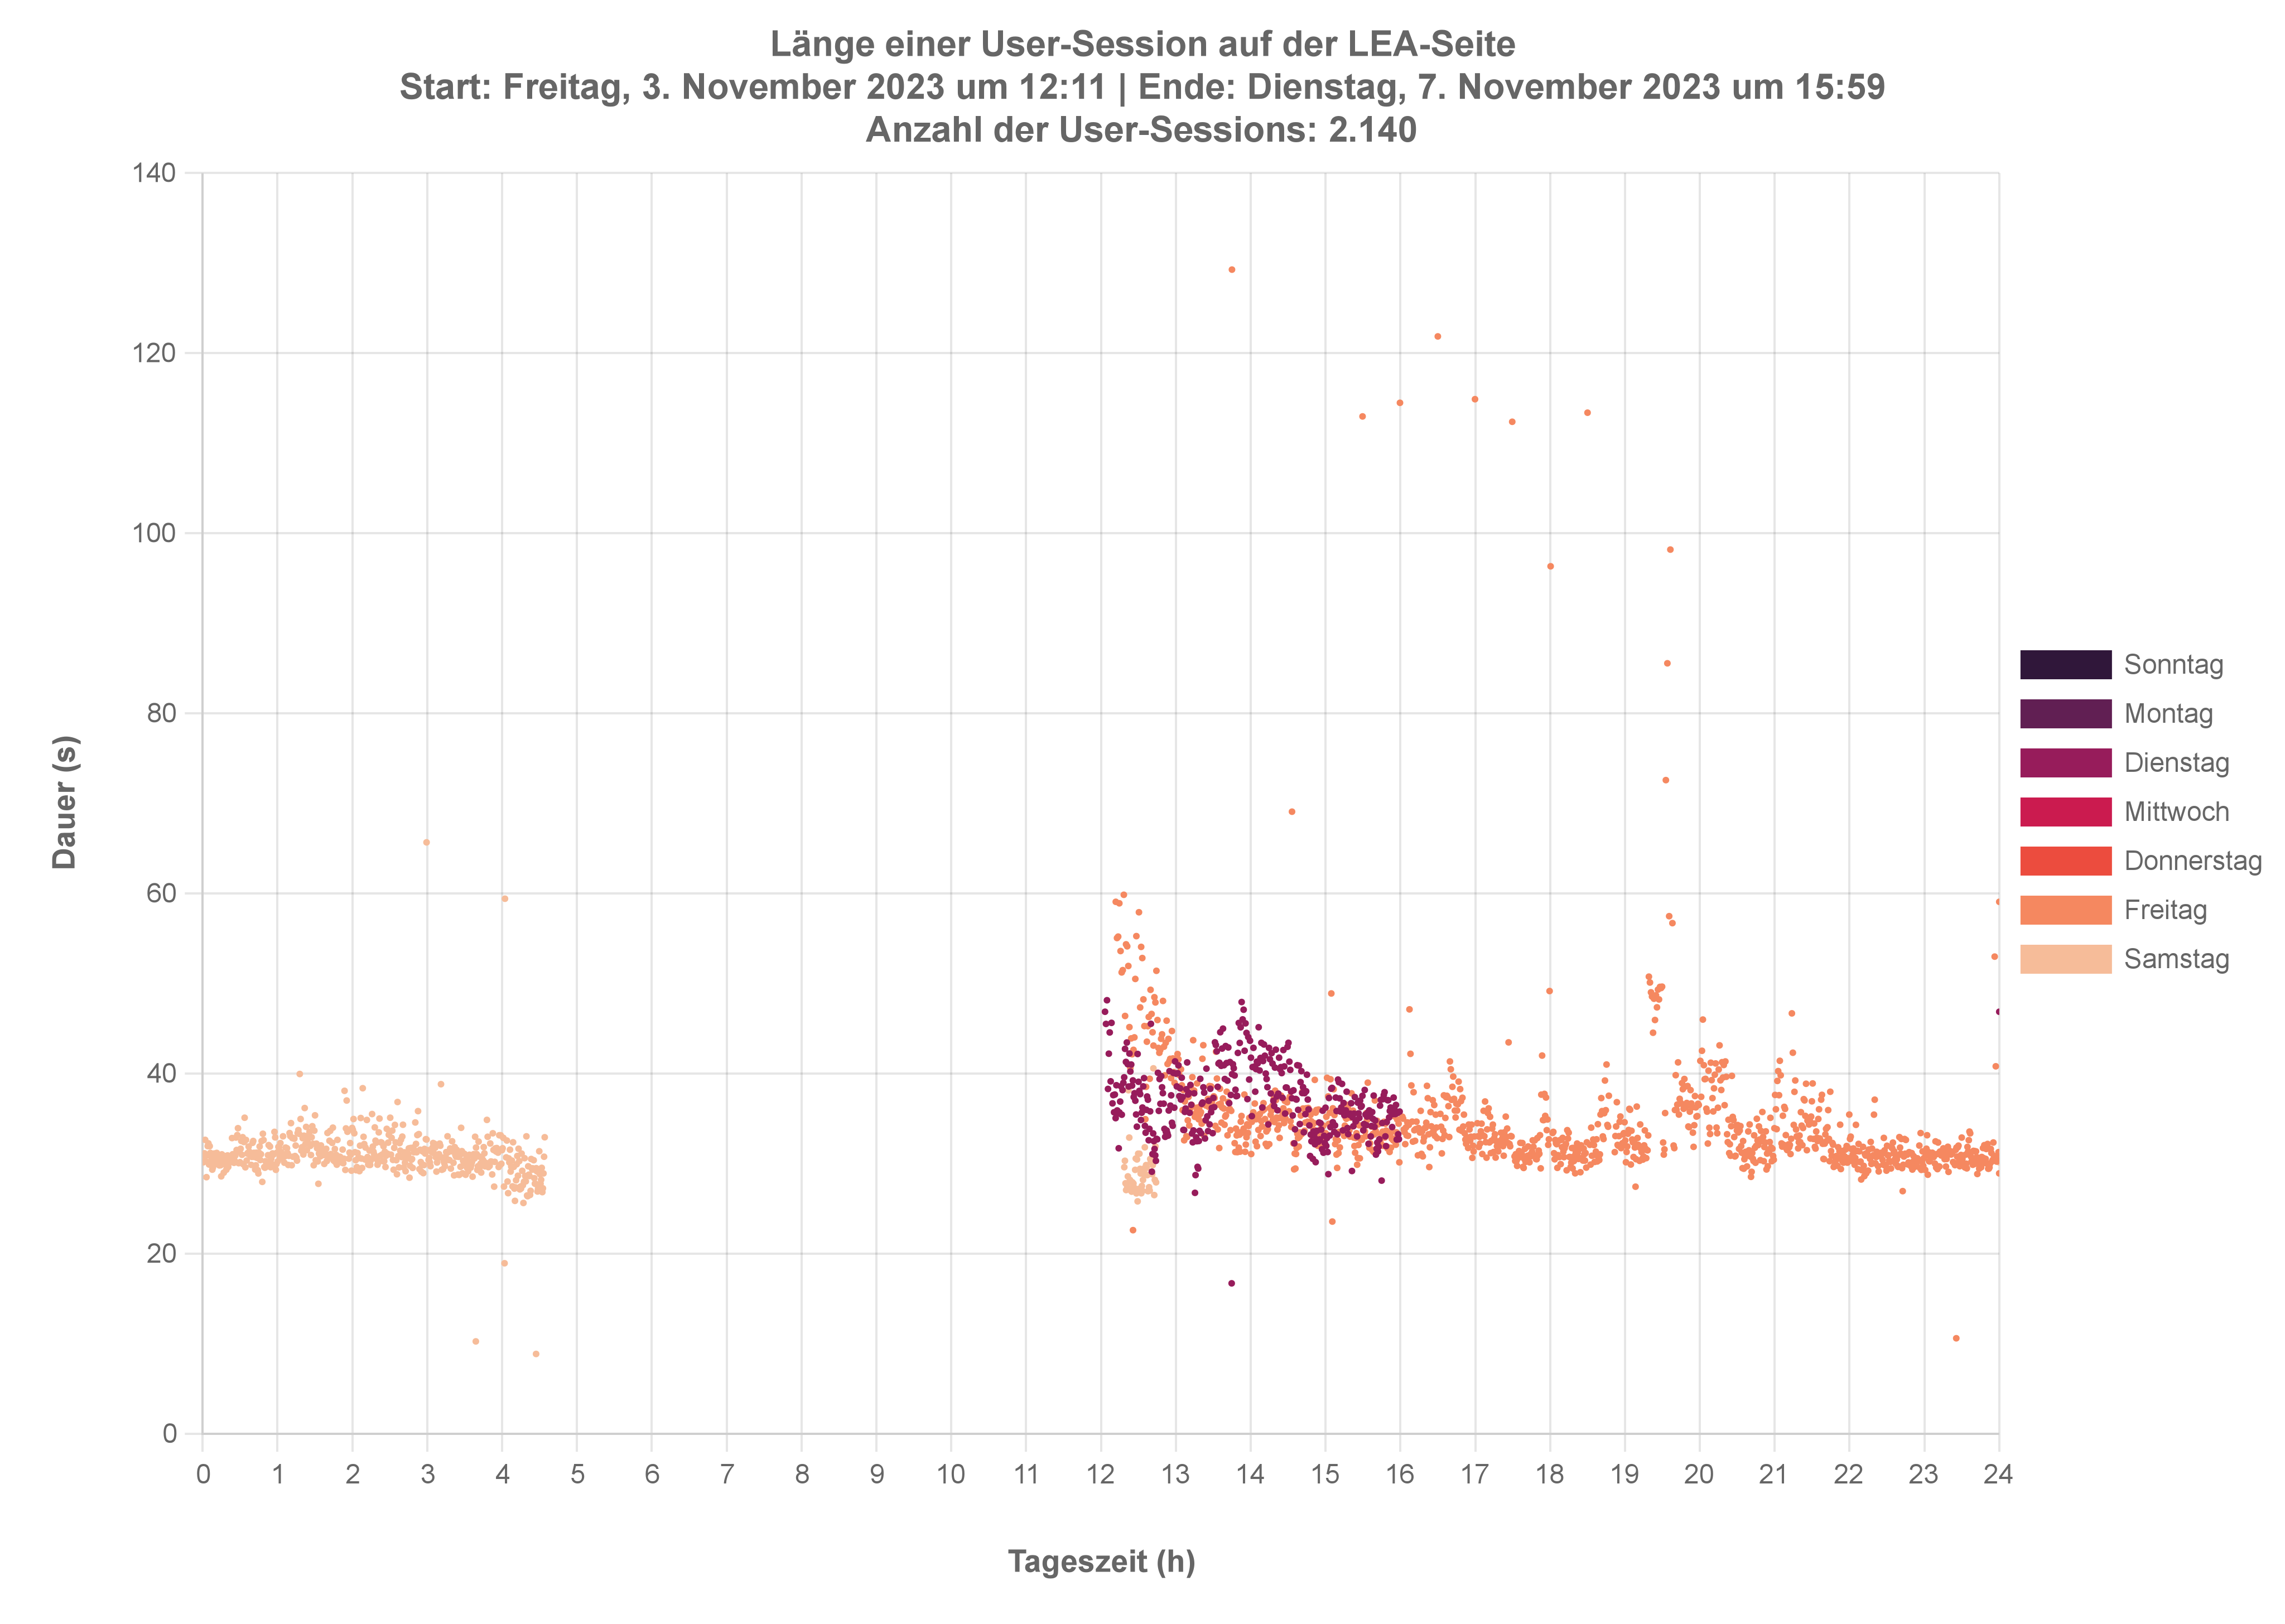 Länge einer User-Session auf der LEA-Seite
Start: Freitag, 3. November 2023 um 12:11 | Ende: Dienstag, 7. November 2023 um 15:59
Anzahl der User-Sessions: 2.140
140
120
100
80
60
40
20
0
Dauer (s)
0 1 2 3 4 5 6 7 8 9 10 11 12 13 14 15 16 17 18 19 20 21 22 23 24
Tageszeit (h)
Sonntag
Montag
Dienstag
Mittwoch
Donnerstag
Freitag
Samstag